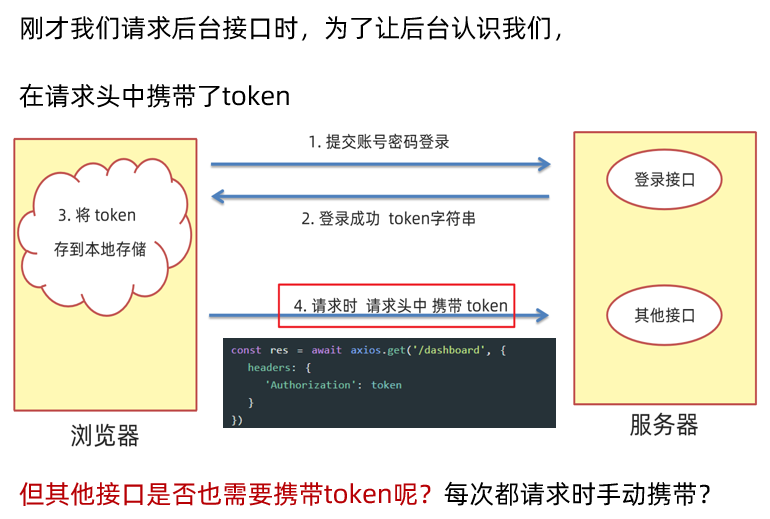 刚才我们请求后台接口时，为了让后台认识我们，
在请求头中携带了token
1. 提交账号密码登录
登录接口
3. 将 token
存到本地存储
2. 登录成功 token字符串
4. 请求时 请求头中 携带 token
其他接口
const res = await axios.get('/dashboard', {
headers: {
'Authorization': token
}
})
浏览器
服务器
但其他接口是否也需要携带token呢？每次都请求时手动携带？